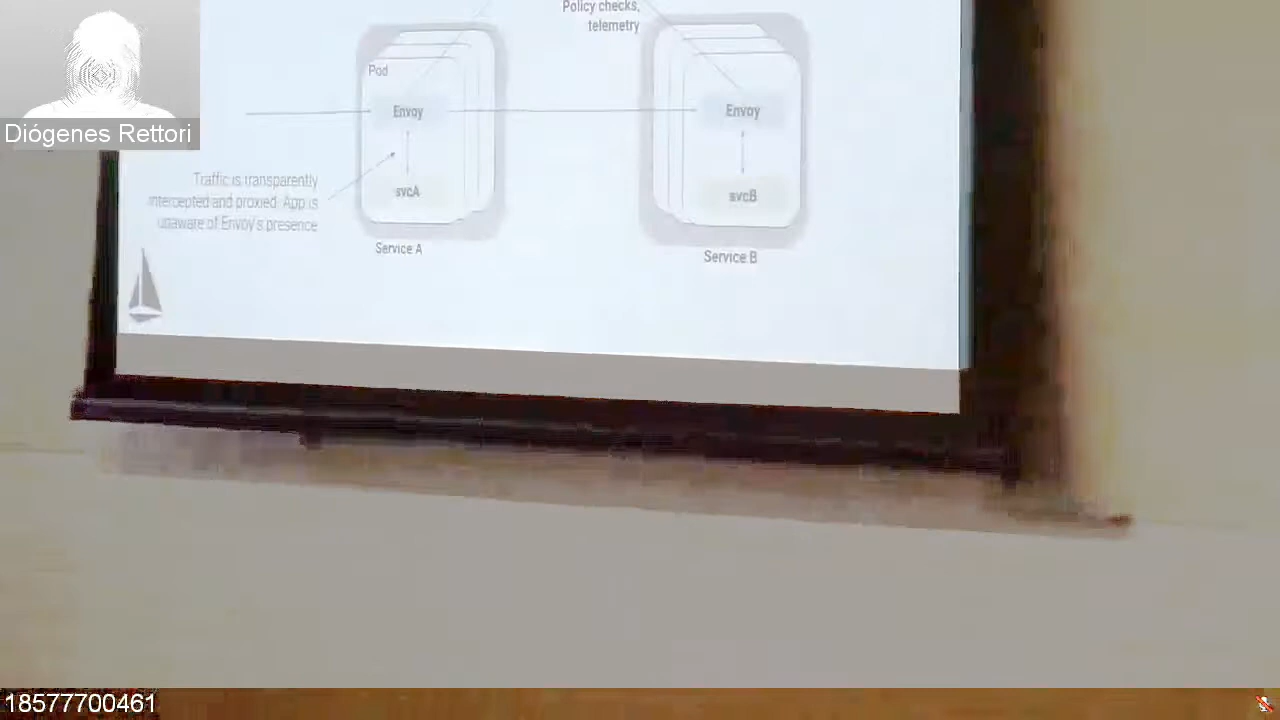 Policy checks,
telemetry
Pod
Envoy
Envoy
Diógenes Rettori
Traffic is transparently
intercepted and proxied. App is
unaware of Envoy's presence
svcA
svcB
Service A
Service B
18577700461